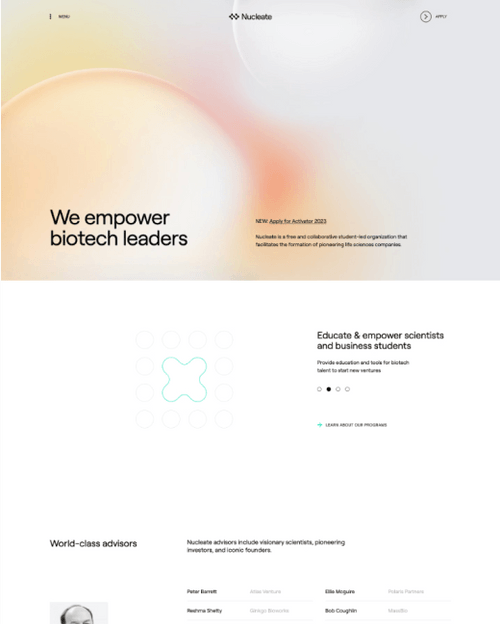 MENU
Nucleate
APPLY
We empower
biotech leaders
NEW: Apply for Activator 2023
Nucleate is a free and collaborative student-led organization that
facilitates the formation of pioneering life sciences companies.
Educate & empower scientists
and business students
Provide education and tools for biotech
talent to start new ventures
LEARN ABOUT OUR PROGRAMS
World-class advisors
Nucleate advisors include visionary scientists, pioneering
investors, and iconic founders.
Peter Barrett Atlas Venture Ellie Mcguire Polaris Partners
Reshma Shetty Ginkgo Bioworks Bob Coughlin MassBio